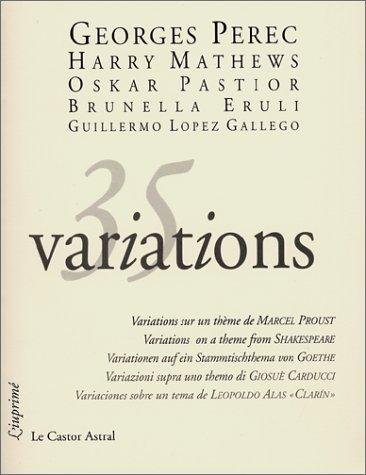 GEORGES PEREC
HARRY MATHEWS
OSKAR PASTIOR
BRUNELLA ERULI
GUILLERMO LOPEZ GALLEGO
35
variations
Variations sur un thème de MARCEL PROUST
Variations on a theme from SHAKESPEARE
Variationen auf ein Stammtischthema von GOETHE
Variazioni supra uno themo di GIOSUÈ CARDUCCI
Variaciones sobre un tema de LEOPOLDO ALAS «CLARÍN»
L'iuprimé
Le Castor Astral